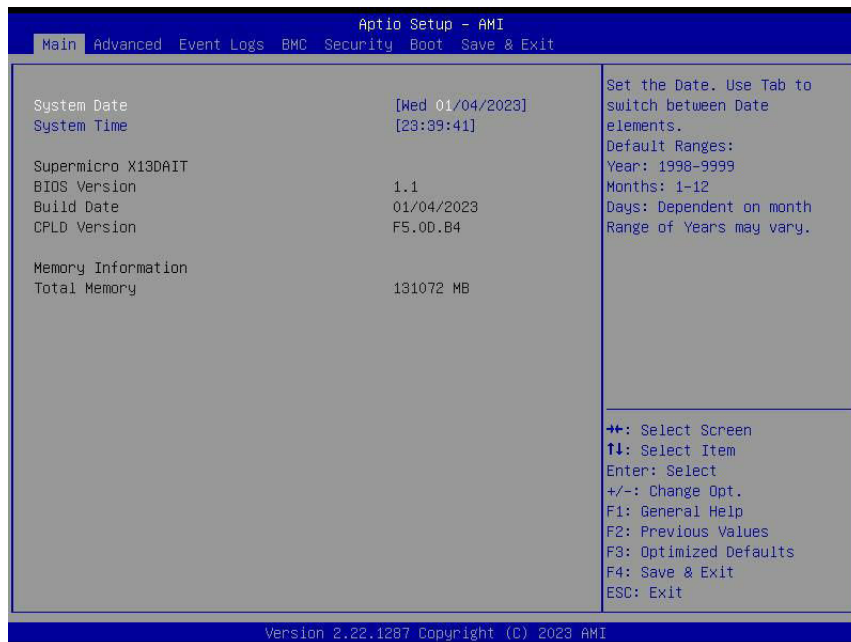 Aptio Setup - AMI
Main Advanced Event Logs BMC Security Boot Save & Exit
System Date [Wed 01/04/2023]
System Time [23:39:41]
Supermicro X13DAIT
BIOS Version 1.1
Build Date 01/04/2023
CPLD Version F5.0D.B4
Memory Information
Total Memory 131072 MB
Set the Date. Use Tab to
switch between Date
elements.
Default Ranges:
Year: 1998-9999
Months: 1-12
Days: Dependent on month
Range of Years may vary.
→←: Select Screen
↑↓: Select Item
Enter: Select
+/-: Change Opt.
F1: General Help
F2: Previous Values
F3: Optimized Defaults
F4: Save & Exit
ESC: Exit
Version 2.22.1287 Copyright (C) 2023 AMI